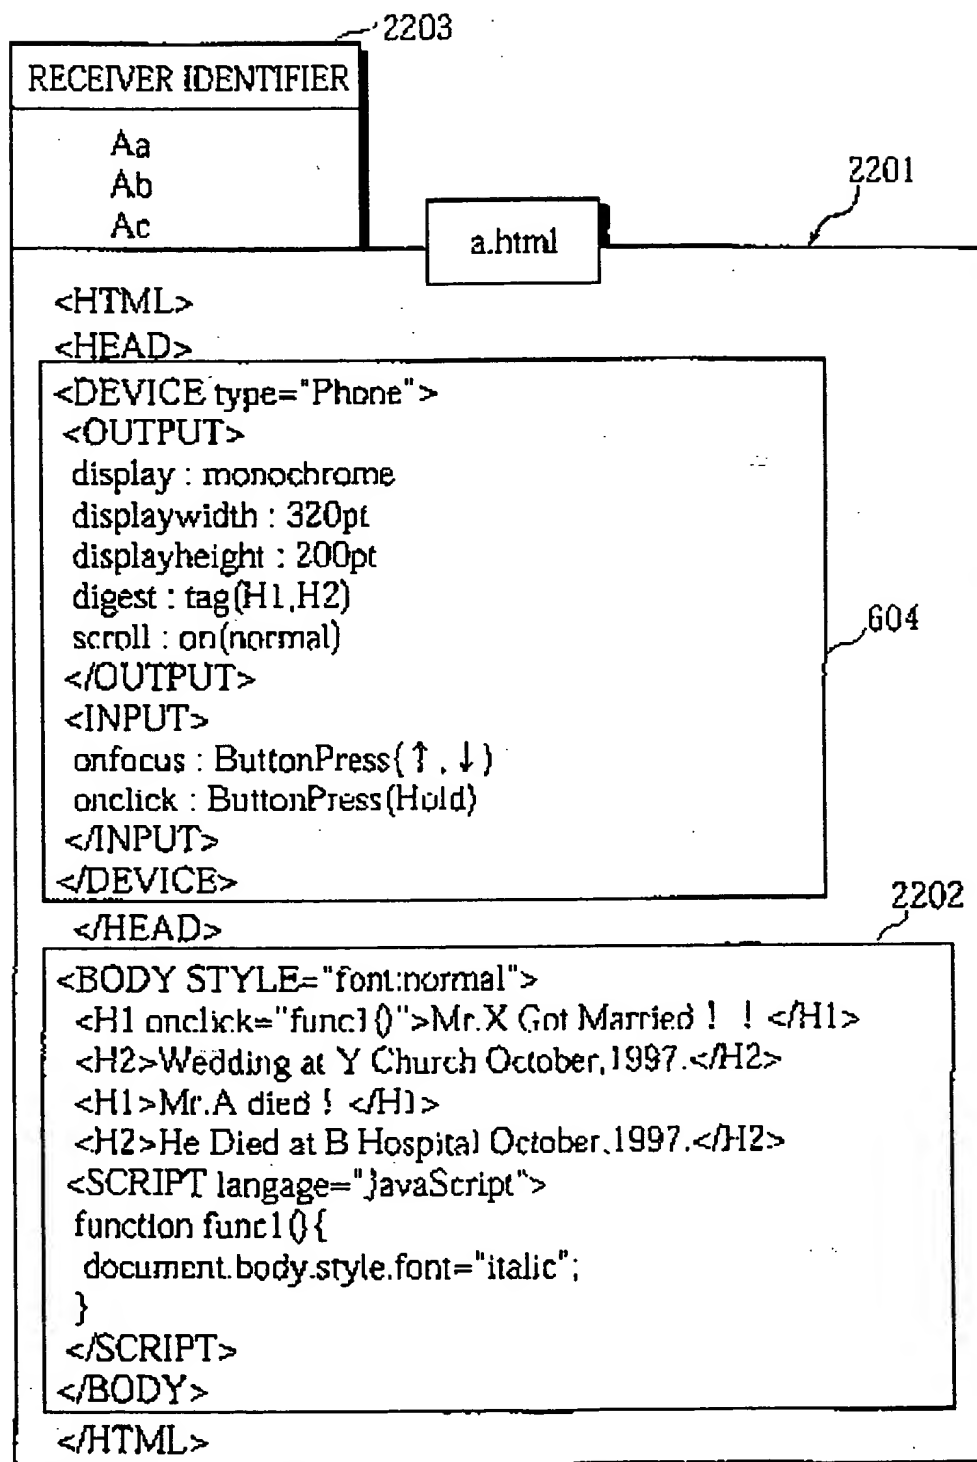 2203
RECEIVER IDENTIFIER
Aa
Ab
Ac
2201
a.html
<HTML>
<HEAD>
<DEVICE type="Phone">
<OUTPUT>
display : monochrome
displaywidth : 320pt
displayheight : 200pt
digest : tag(H1,H2)
scroll : on(normal)
</OUTPUT>
604
<INPUT>
onfocus : ButtonPress(↑, ↓)
onclick : ButtonPress(Hold)
</INPUT>
</DEVICE>
2202
</HEAD>
<BODY STYLE="font:normal">
<H1 onclick="func1()">Mr.X Got Married ! ! </H1>
<H2>Wedding at Y Church October,1997.</H2>
<H1>Mr.A died ! </H1>
<H2>He Died at B Hospital October,1997.</H2>
<SCRIPT langage="JavaScript">
function func1(){
document.body.style.font="italic";
}
</SCRIPT>
</BODY>
</HTML>